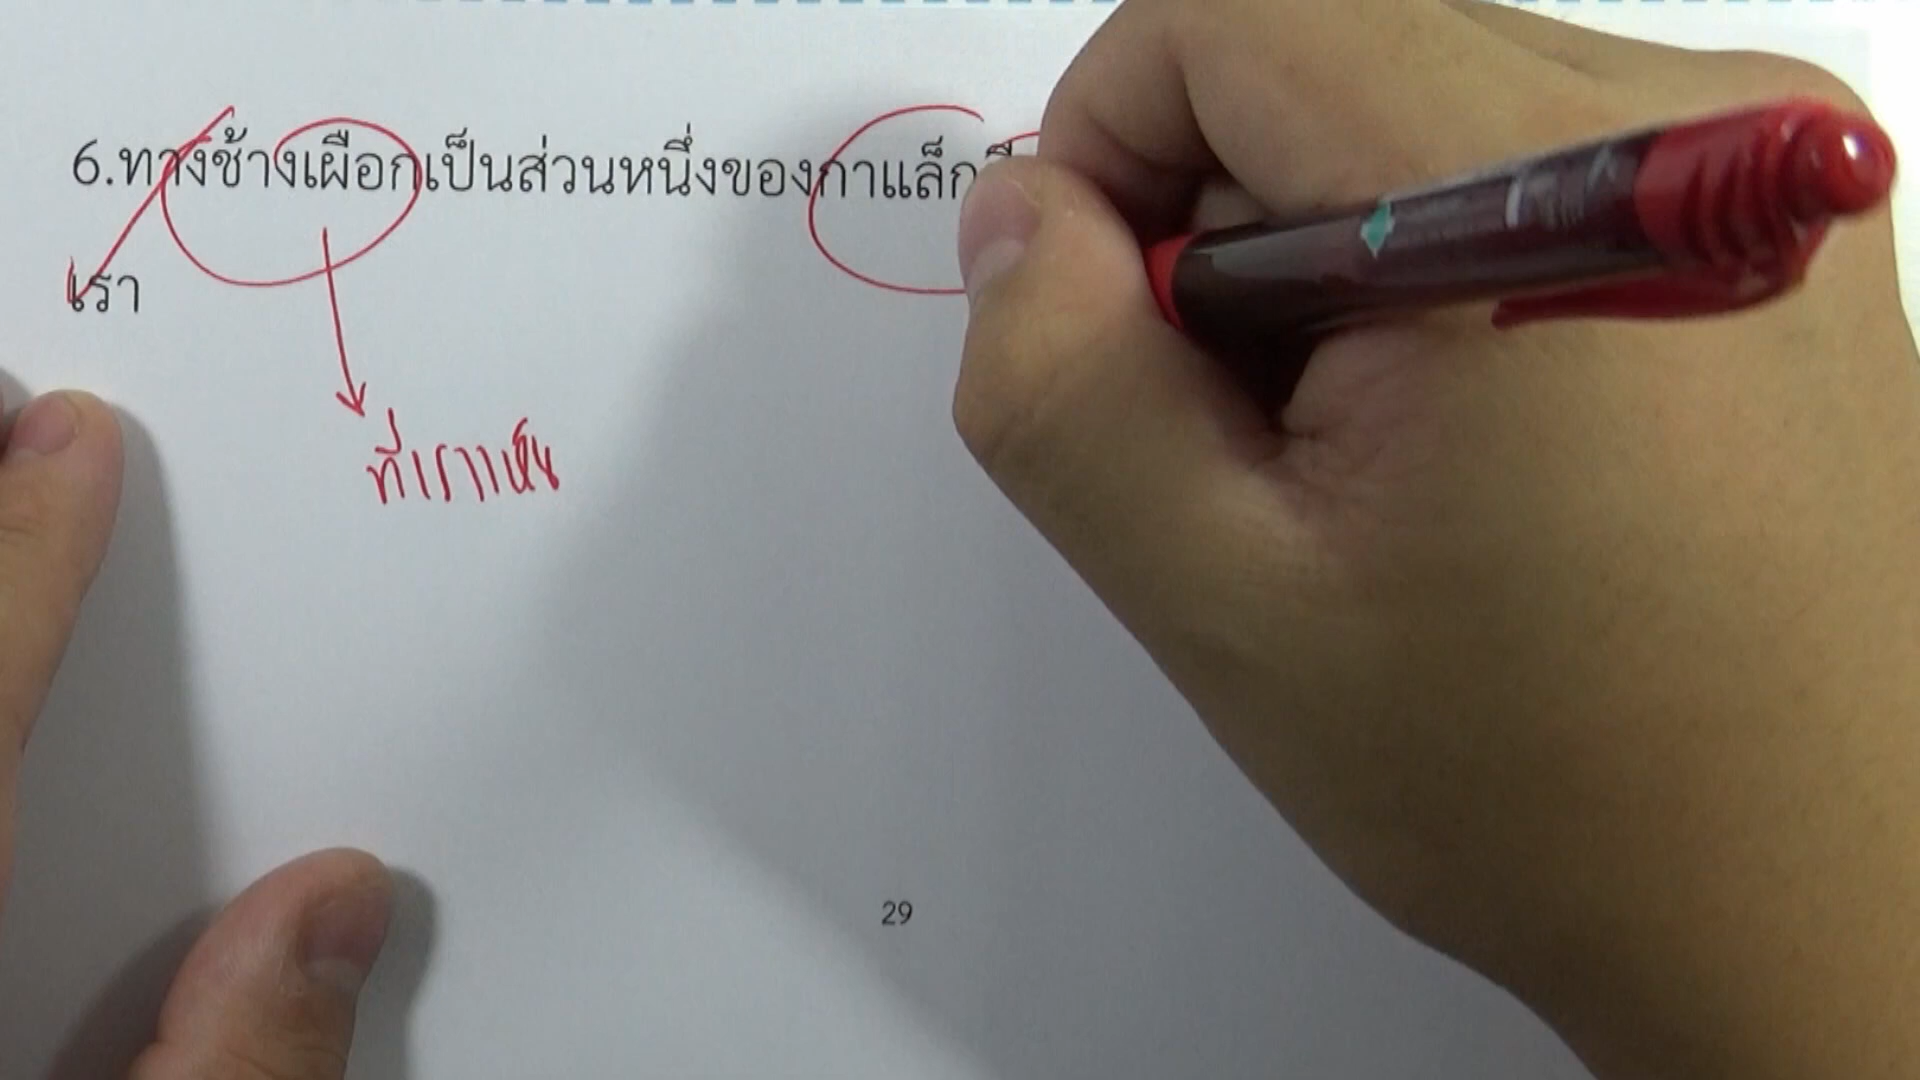 6.ทางช้างเผือกเป็นส่วนหนึ่งของกาแล็ก
เรา
ที่เราเห็น
29